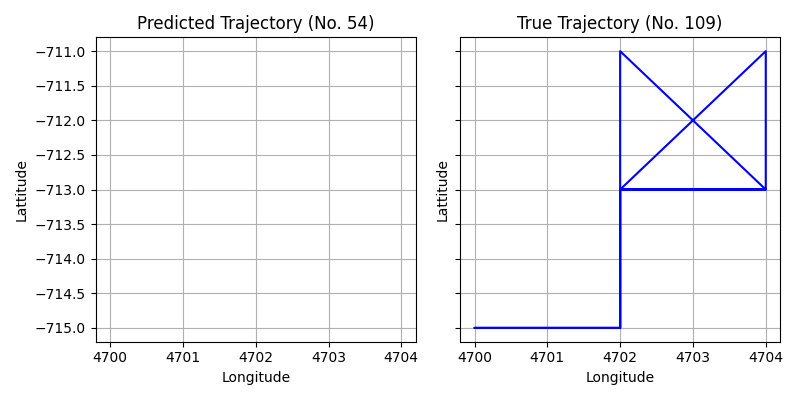 Predicted Trajectory (No. 54)
−711.0
−711.5
−712.0
−712.5
−713.0
−713.5
−714.0
−714.5
−715.0
Lattitude
4700 4701 4702 4703 4704
Longitude
True Trajectory (No. 109)
Lattitude
4700 4701 4702 4703 4704
Longitude